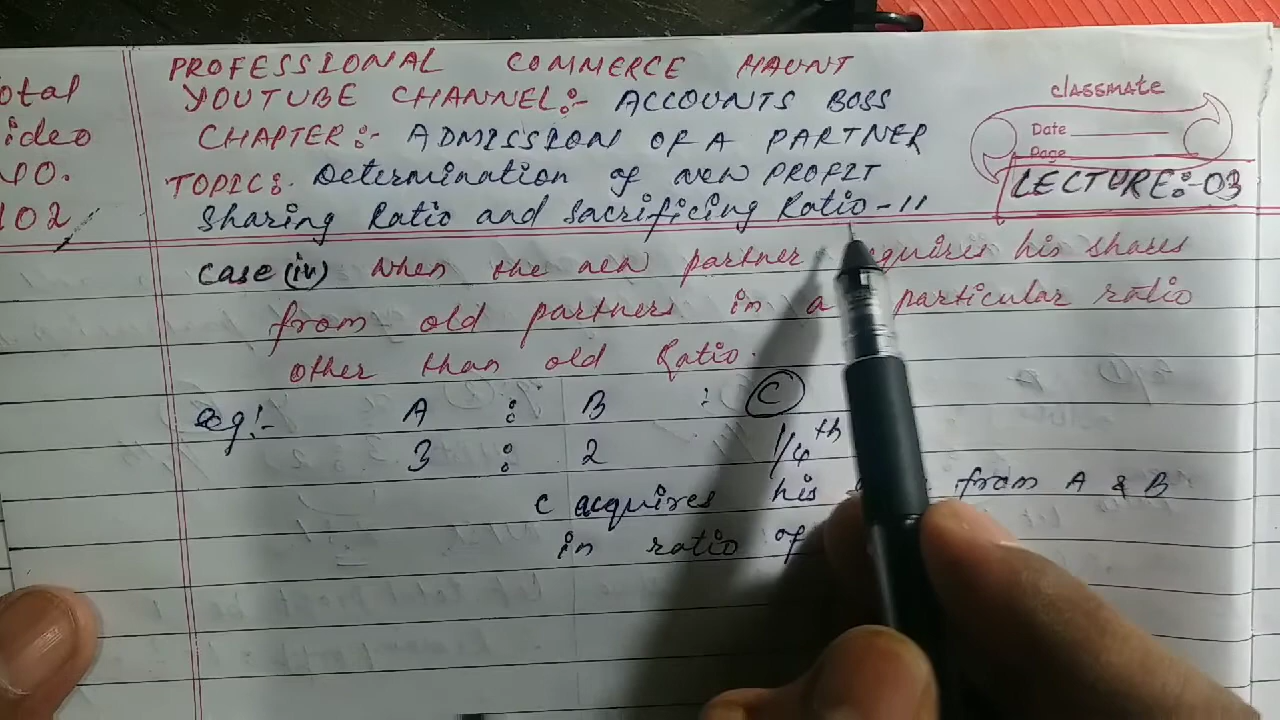 PROFESSIONAL COMMERCE HAUNT
YOUTUBE CHANNEL:- ACCOUNTS BOSS
CHAPTER:- ADMISSION OF A PARTNER
TOPIC:- Determination of new PROFIT
Sharing Ratio and Sacrificing Ratio-11
otal
ideo
102
classmate
Date
Page
LECTURE:-03
Case (iv) When the new partner acquires his shares
from old partners in a particular ratio
other than old Ratio.
eg!- A : B : C
3 : 2 1/4th
C acquires his from A & B
in ratio of